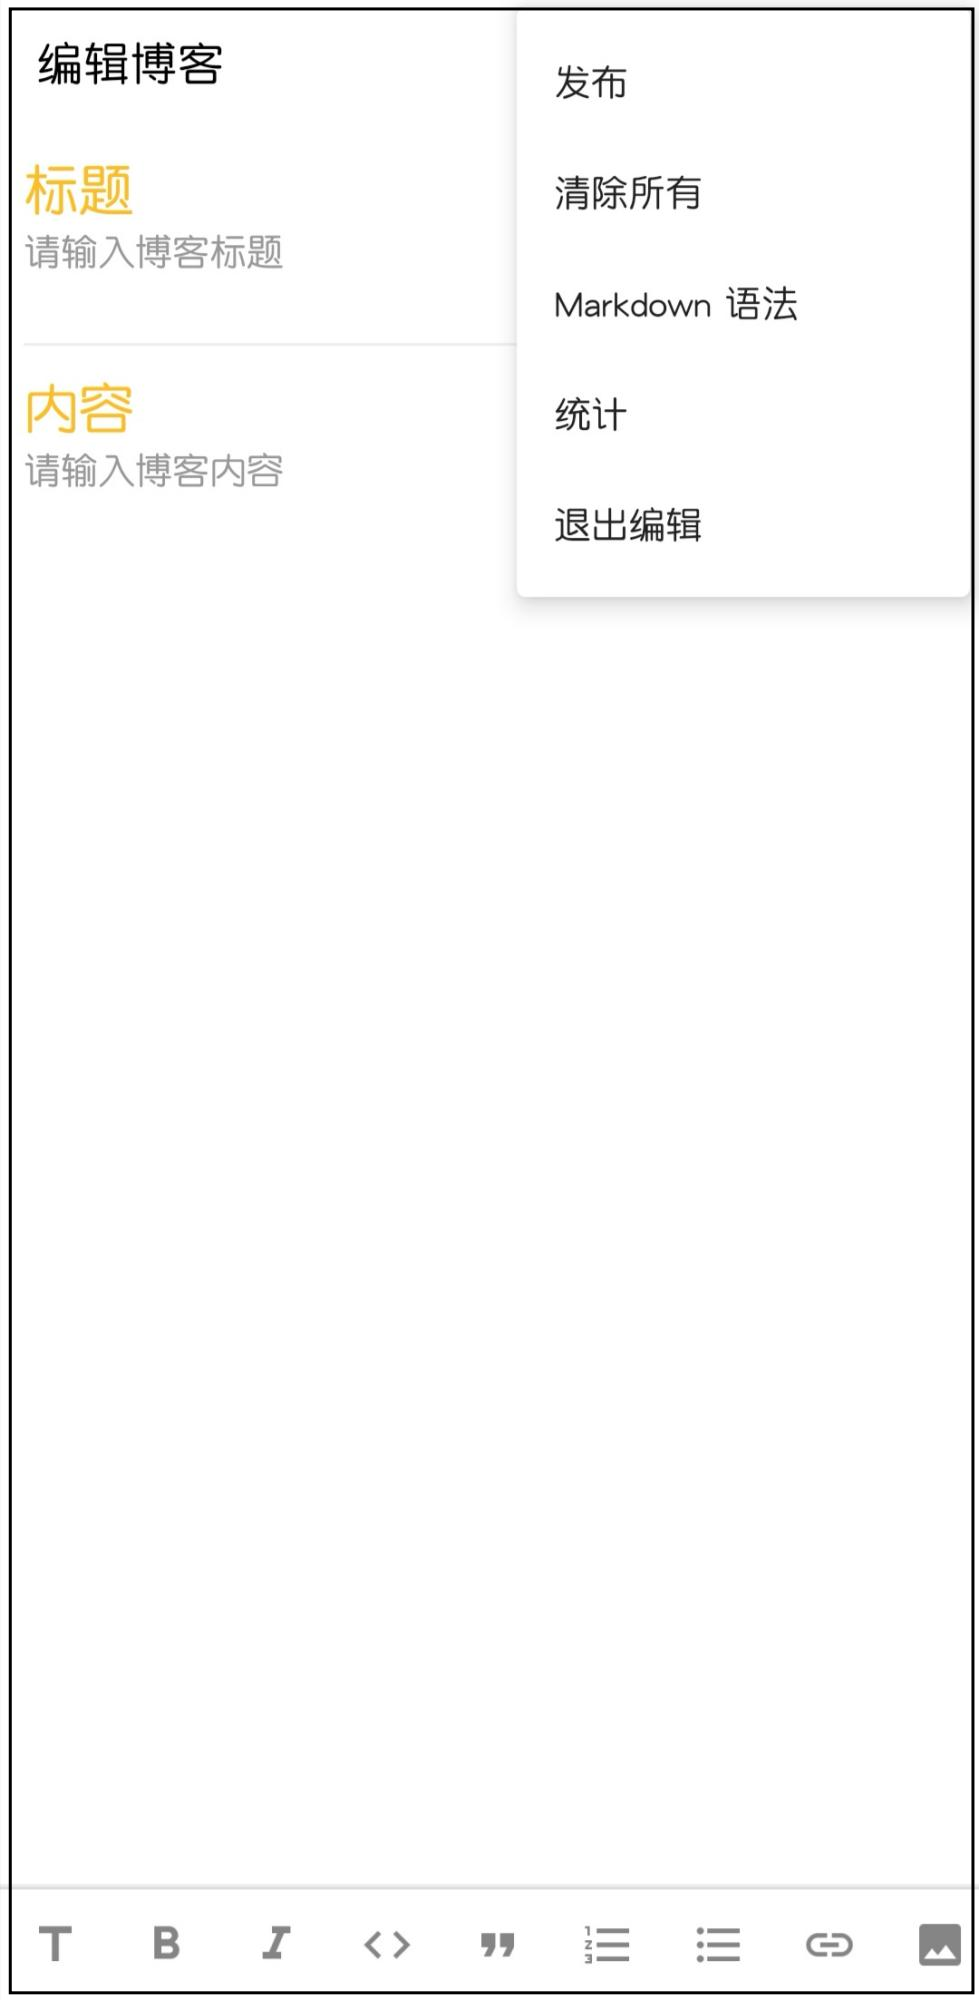 编辑博客
标题
请输入博客标题
内容
请输入博客内容
发布
清除所有
Markdown 语法
统计
退出编辑